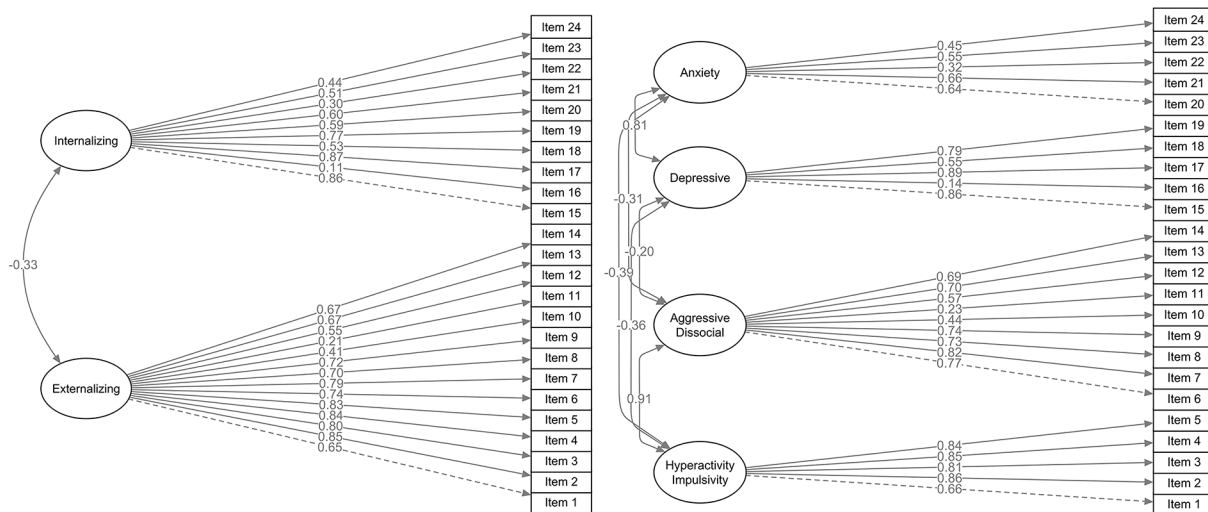 Item 24
Item 23
Item 22
Item 21
Item 20
Item 19
Item 18
Item 17
Item 16
Item 15
Item 14
Item 13
Item 12
Item 11
Item 10
Item 9
Item 8
Item 7
Item 6
Item 5
Item 4
Item 3
Item 2
Item 1
Internalizing
Externalizing
-0.33
0.44
0.51
0.30
0.60
0.59
0.77
0.53
0.87
0.11
0.86
0.67
0.67
0.55
0.21
0.41
0.72
0.70
0.79
0.74
0.83
0.84
0.80
0.85
0.65
Anxiety
Depressive
Aggressive
Dissocial
Hyperactivity
Impulsivity
0.81
-0.31
-0.20
-0.39
-0.36
0.91
0.45
0.55
0.32
0.66
0.64
0.79
0.55
0.89
0.14
0.86
0.69
0.70
0.57
0.23
0.44
0.74
0.73
0.82
0.77
0.84
0.85
0.81
0.86
0.66
Item 24
Item 23
Item 22
Item 21
Item 20
Item 19
Item 18
Item 17
Item 16
Item 15
Item 14
Item 13
Item 12
Item 11
Item 10
Item 9
Item 8
Item 7
Item 6
Item 5
Item 4
Item 3
Item 2
Item 1